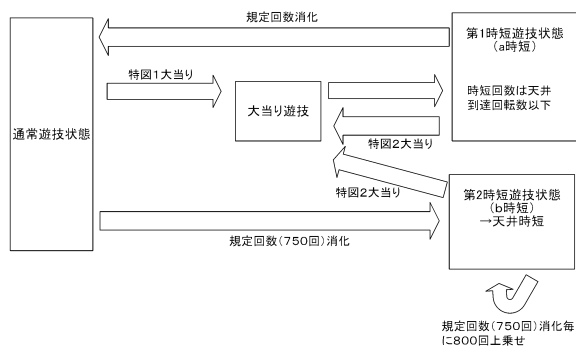 規定回数消化
第1時短遊技状態
(a時短)
時短回数は天井
到達回転数以下
特図1大当り
大当り遊技
通常遊技状態
特図2大当り
特図2大当り
第2時短遊技状態
(b時短)
→天井時短
規定回数(750回)消化
規定回数(750回)消化毎
に800回上乗せ